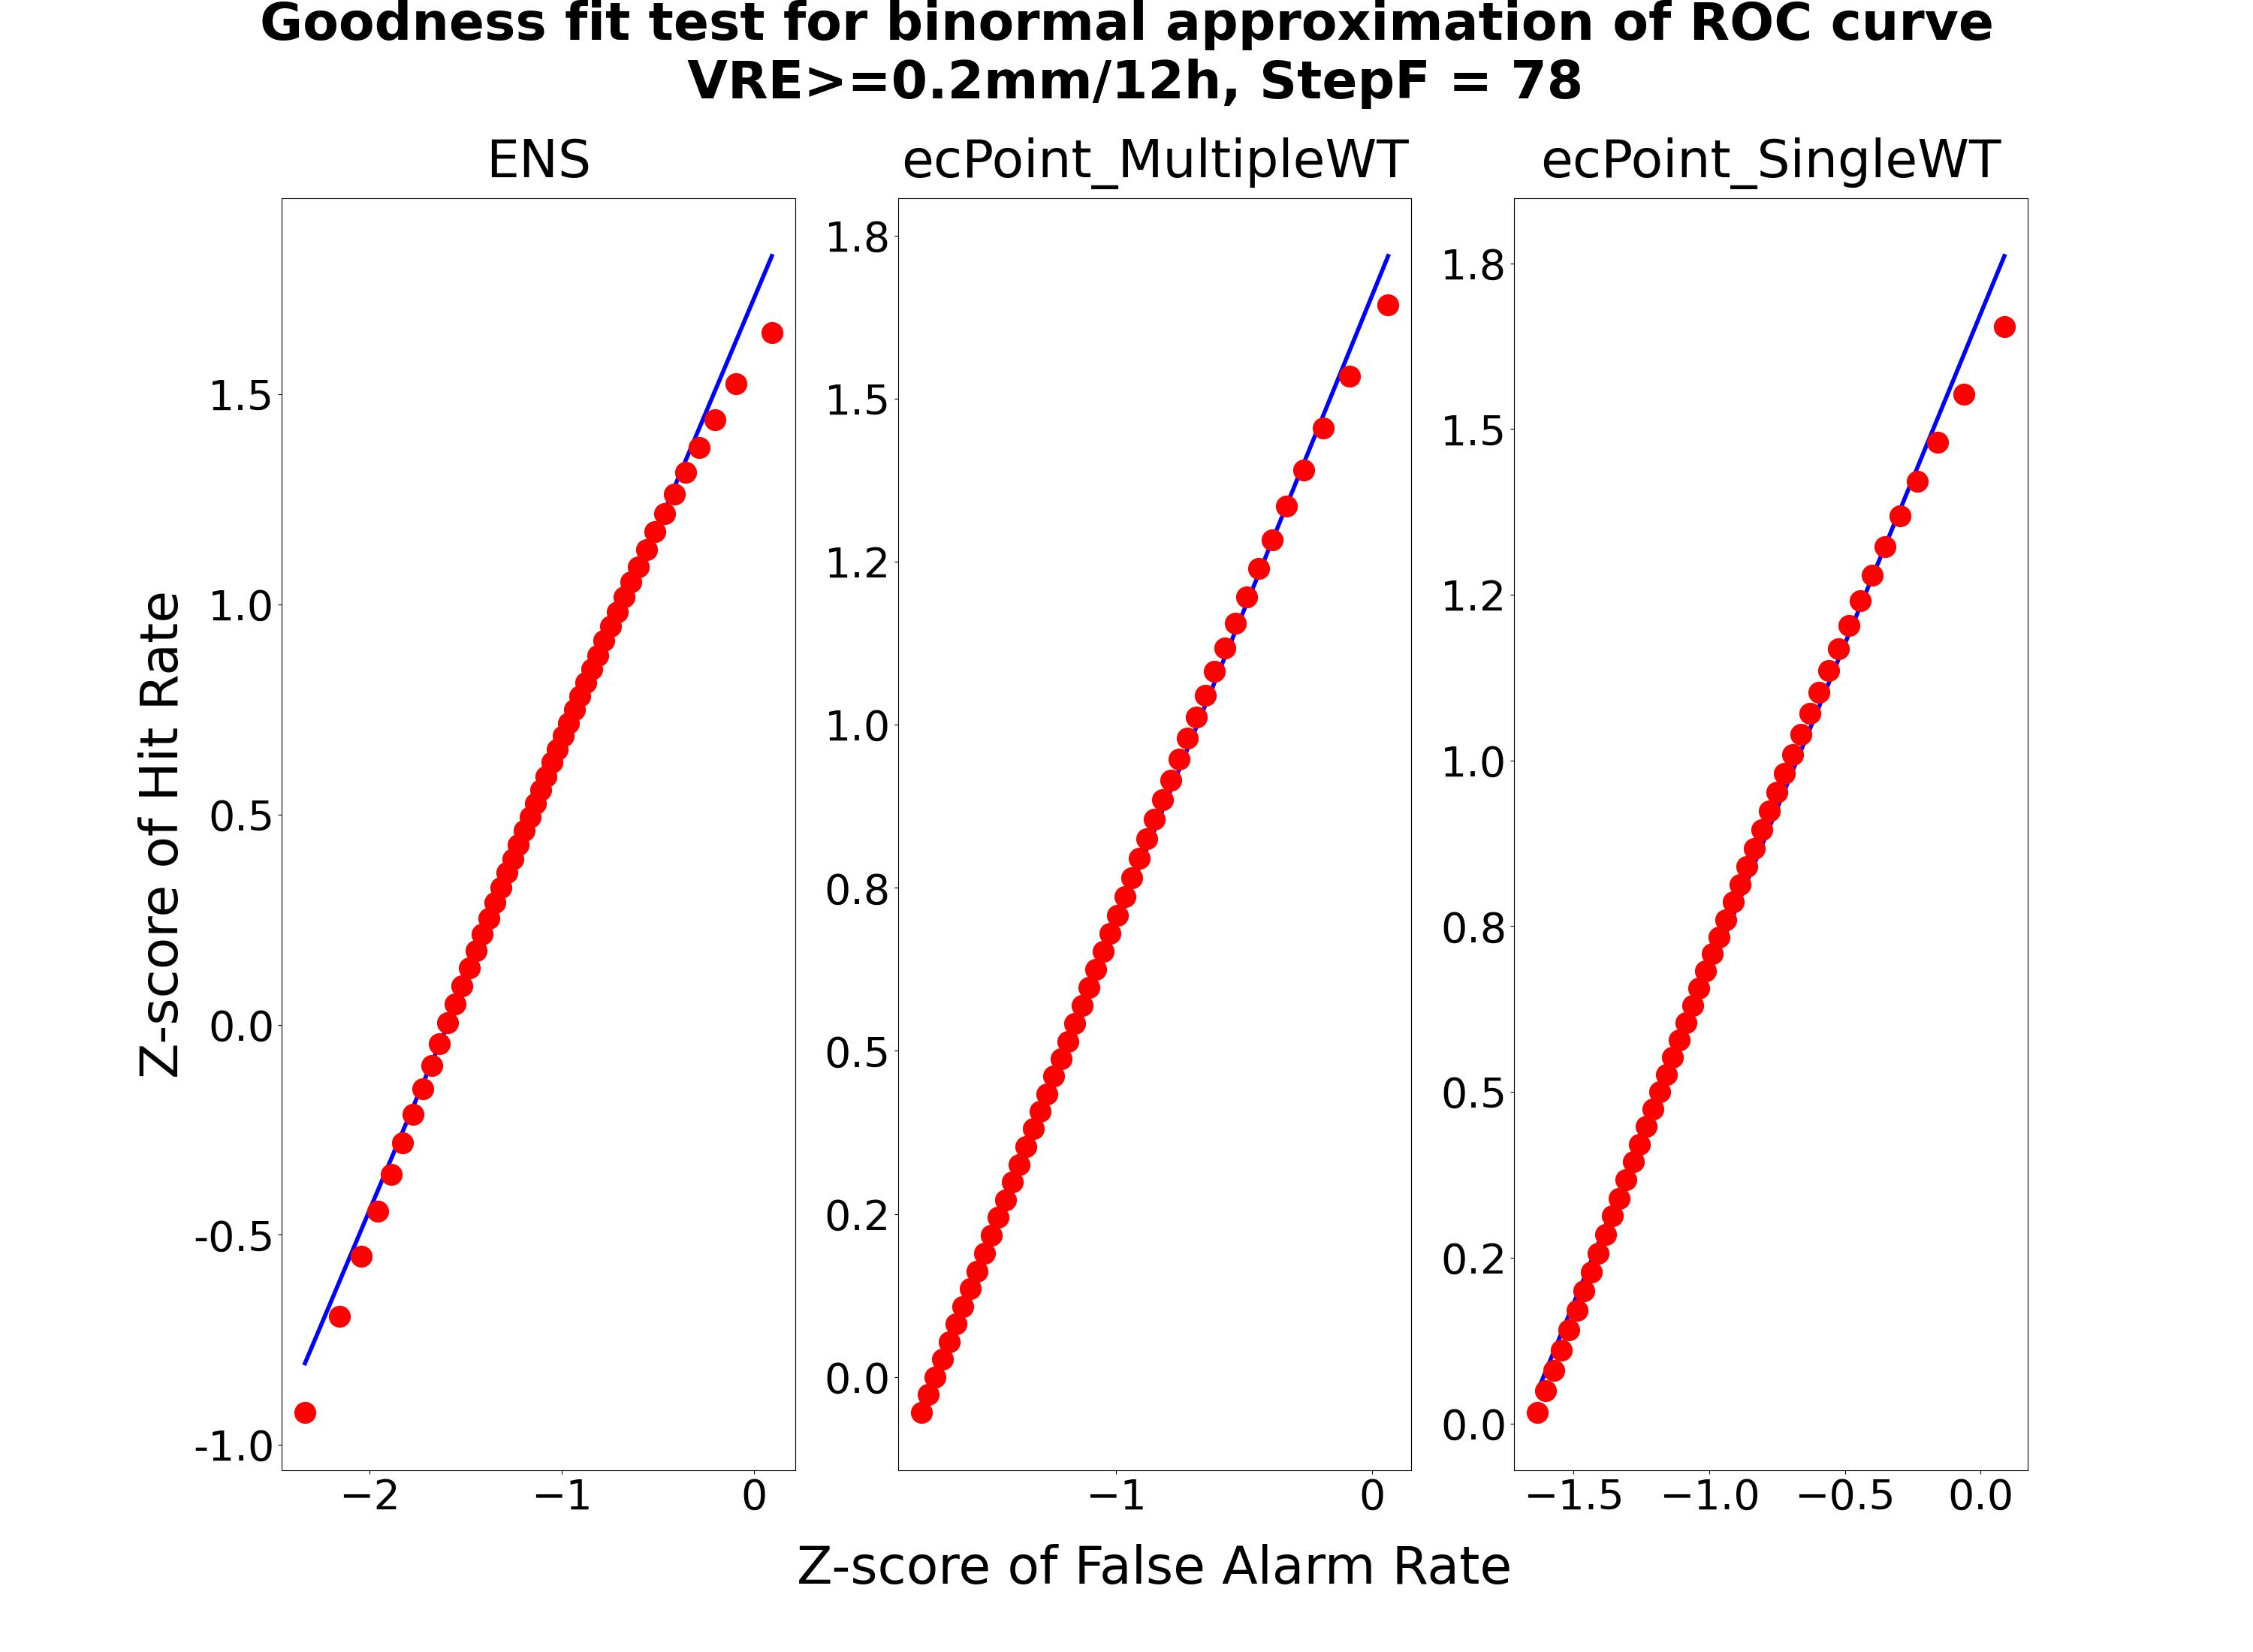 Goodness fit test for binormal approximation of ROC curve
VRE>=0.2mm/12h, StepF = 78
ENS
ecPoint_MultipleWT
ecPoint_SingleWT
Z-score of Hit Rate
1.5
1.0
0.5
0.0
-0.5
-1.0
−2 −1 0
1.8
1.5
1.2
1.0
0.8
0.5
0.2
0.0
−1 0
1.8
1.5
1.2
1.0
0.8
0.5
0.2
0.0
−1.5 −1.0 −0.5 0.0
Z-score of False Alarm Rate